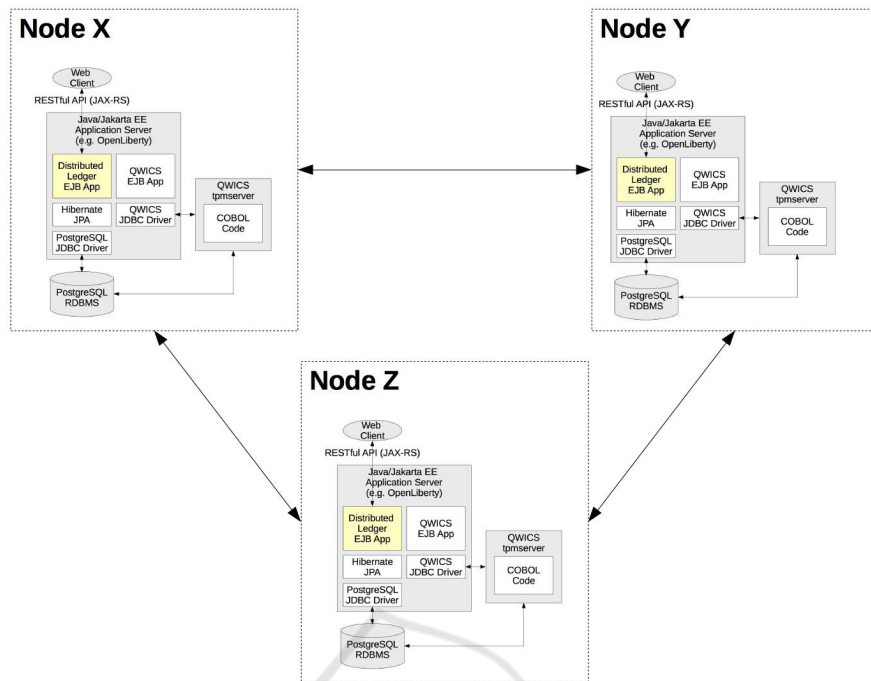 Node X
Web
Client
RESTful API (JAX-RS)
Java/Jakarta EE
Application Server
(e.g. OpenLiberty)
Distributed
Ledger
EJB App
QWICS
EJB App
Hibernate
JPA
QWICS
JDBC Driver
PostgreSQL
JDBC Driver
QWICS
tpmserver
COBOL
Code
PostgreSQL
RDBMS
Node Y
Web
Client
RESTful API (JAX-RS)
Java/Jakarta EE
Application Server
(e.g. OpenLiberty)
Distributed
Ledger
EJB App
QWICS
EJB App
Hibernate
JPA
QWICS
JDBC Driver
PostgreSQL
JDBC Driver
QWICS
tpmserver
COBOL
Code
PostgreSQL
RDBMS
Node Z
Web
Client
RESTful API (JAX-RS)
Java/Jakarta EE
Application Server
(e.g. OpenLiberty)
Distributed
Ledger
EJB App
QWICS
EJB App
Hibernate
JPA
QWICS
JDBC Driver
PostgreSQL
JDBC Driver
QWICS
tpmserver
COBOL
Code
PostgreSQL
RDBMS